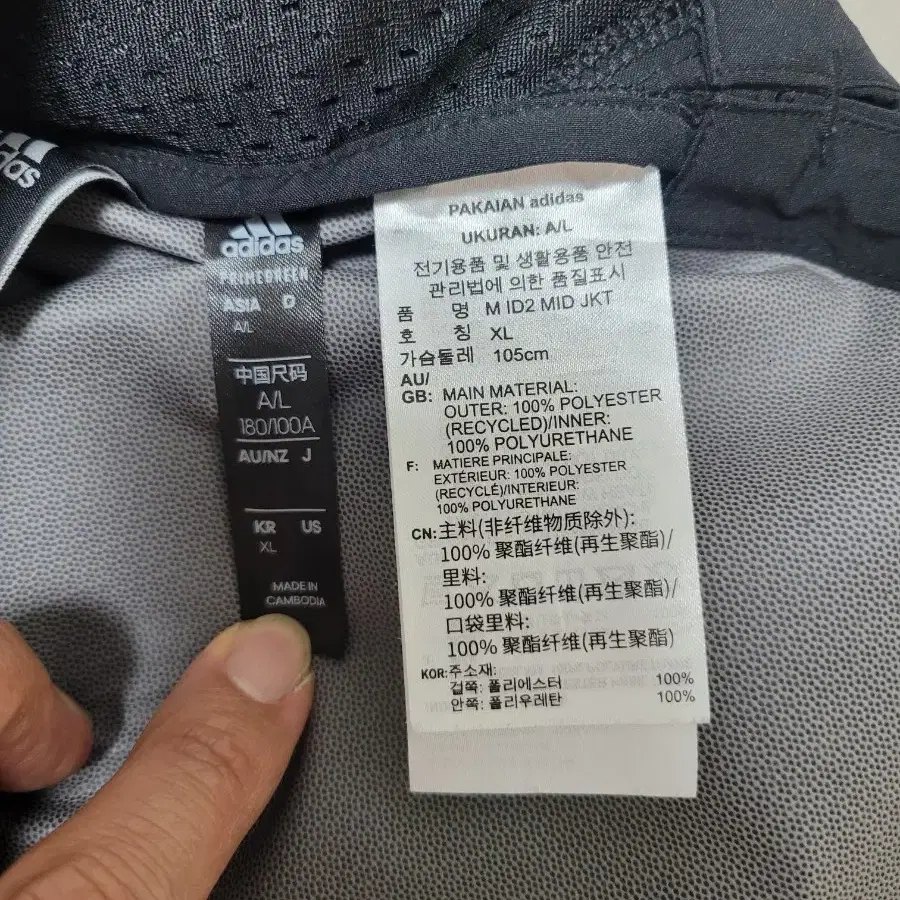 adidas
adidas
PRIMEGREEN
ASIA D
A/L
中国尺码
A/L
180/100A
AU/NZ J
KR US
XL
MADE IN
CAMBODIA
PAKAIAN adidas
UKURAN: A/L
전기용품 및 생활용품 안전
관리법에 의한 품질표시
품 명 M ID2 MID JKT
호 칭 XL
가슴둘레 105cm
AU/
GB: MAIN MATERIAL:
OUTER: 100% POLYESTER
(RECYCLED)/INNER:
100% POLYURETHANE
F: MATIERE PRINCIPALE:
EXTÉRIEUR: 100% POLYESTER
(RECYCLÉ)/INTERIEUR:
100% POLYURETHANE
CN: 主料(非纤维物质除外):
100% 聚酯纤维(再生聚酯)/
里料:
100% 聚酯纤维(再生聚酯)/
口袋里料:
100% 聚酯纤维(再生聚酯)
KOR: 주소재:
겉쪽: 폴리에스터 100%
안쪽: 폴리우레탄 100%